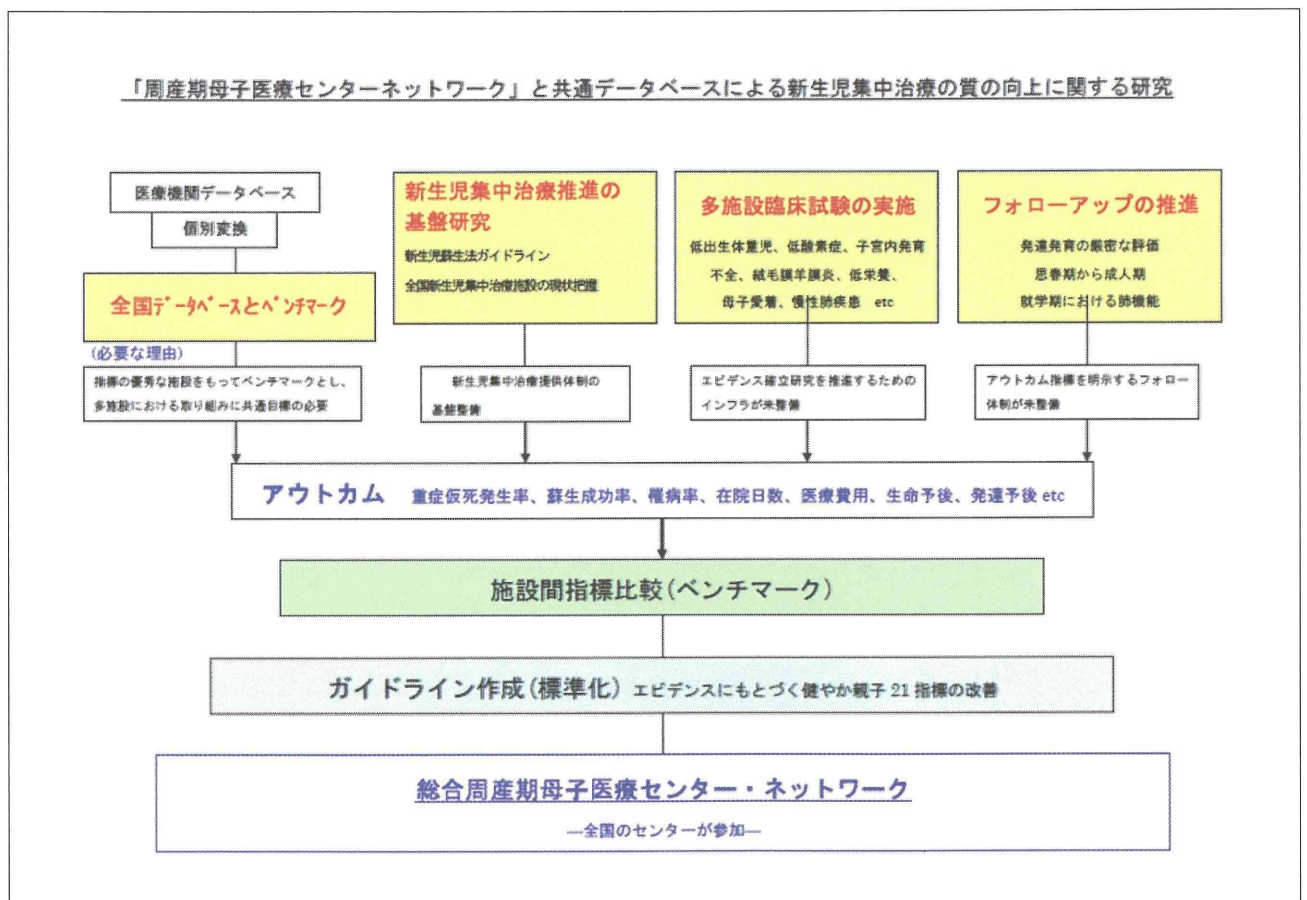 「周産期母子医療センターネットワーク」と共通データベースによる新生児集中治療の質の向上に関する研究
医療機関データベース
個別変換
全国ﾃﾞｰﾀﾍﾞｰｽとﾍﾞﾝﾁﾏｰｸ
(必要な理由)
指標の優秀な施設をもってベンチマークとし、
多施設における取り組みに共通目標の必要
新生児集中治療推進の
基盤研究
新生児蘇生法ガイドライン
全国新生児集中治療施設の現状把握
新生児集中治療提供体制の
基盤整備
多施設臨床試験の実施
低出生体重児、低酸素症、子宮内発育
不全、絨毛膜羊膜炎、低栄養、
母子愛着、慢性肺疾患 etc
エビデンス確立研究を推進するための
インフラが未整備
フォローアップの推進
発達発育の厳密な評価
思春期から成人期
就学期における肺機能
アウトカム指標を明示するフォロー
体制が未整備
アウトカム 重症仮死発生率、蘇生成功率、罹病率、在院日数、医療費用、生命予後、発達予後 etc
施設間指標比較(ベンチマーク)
ガイドライン作成(標準化) エビデンスにもとづく健やか親子 21 指標の改善
総合周産期母子医療センター・ネットワーク
―全国のセンターが参加―